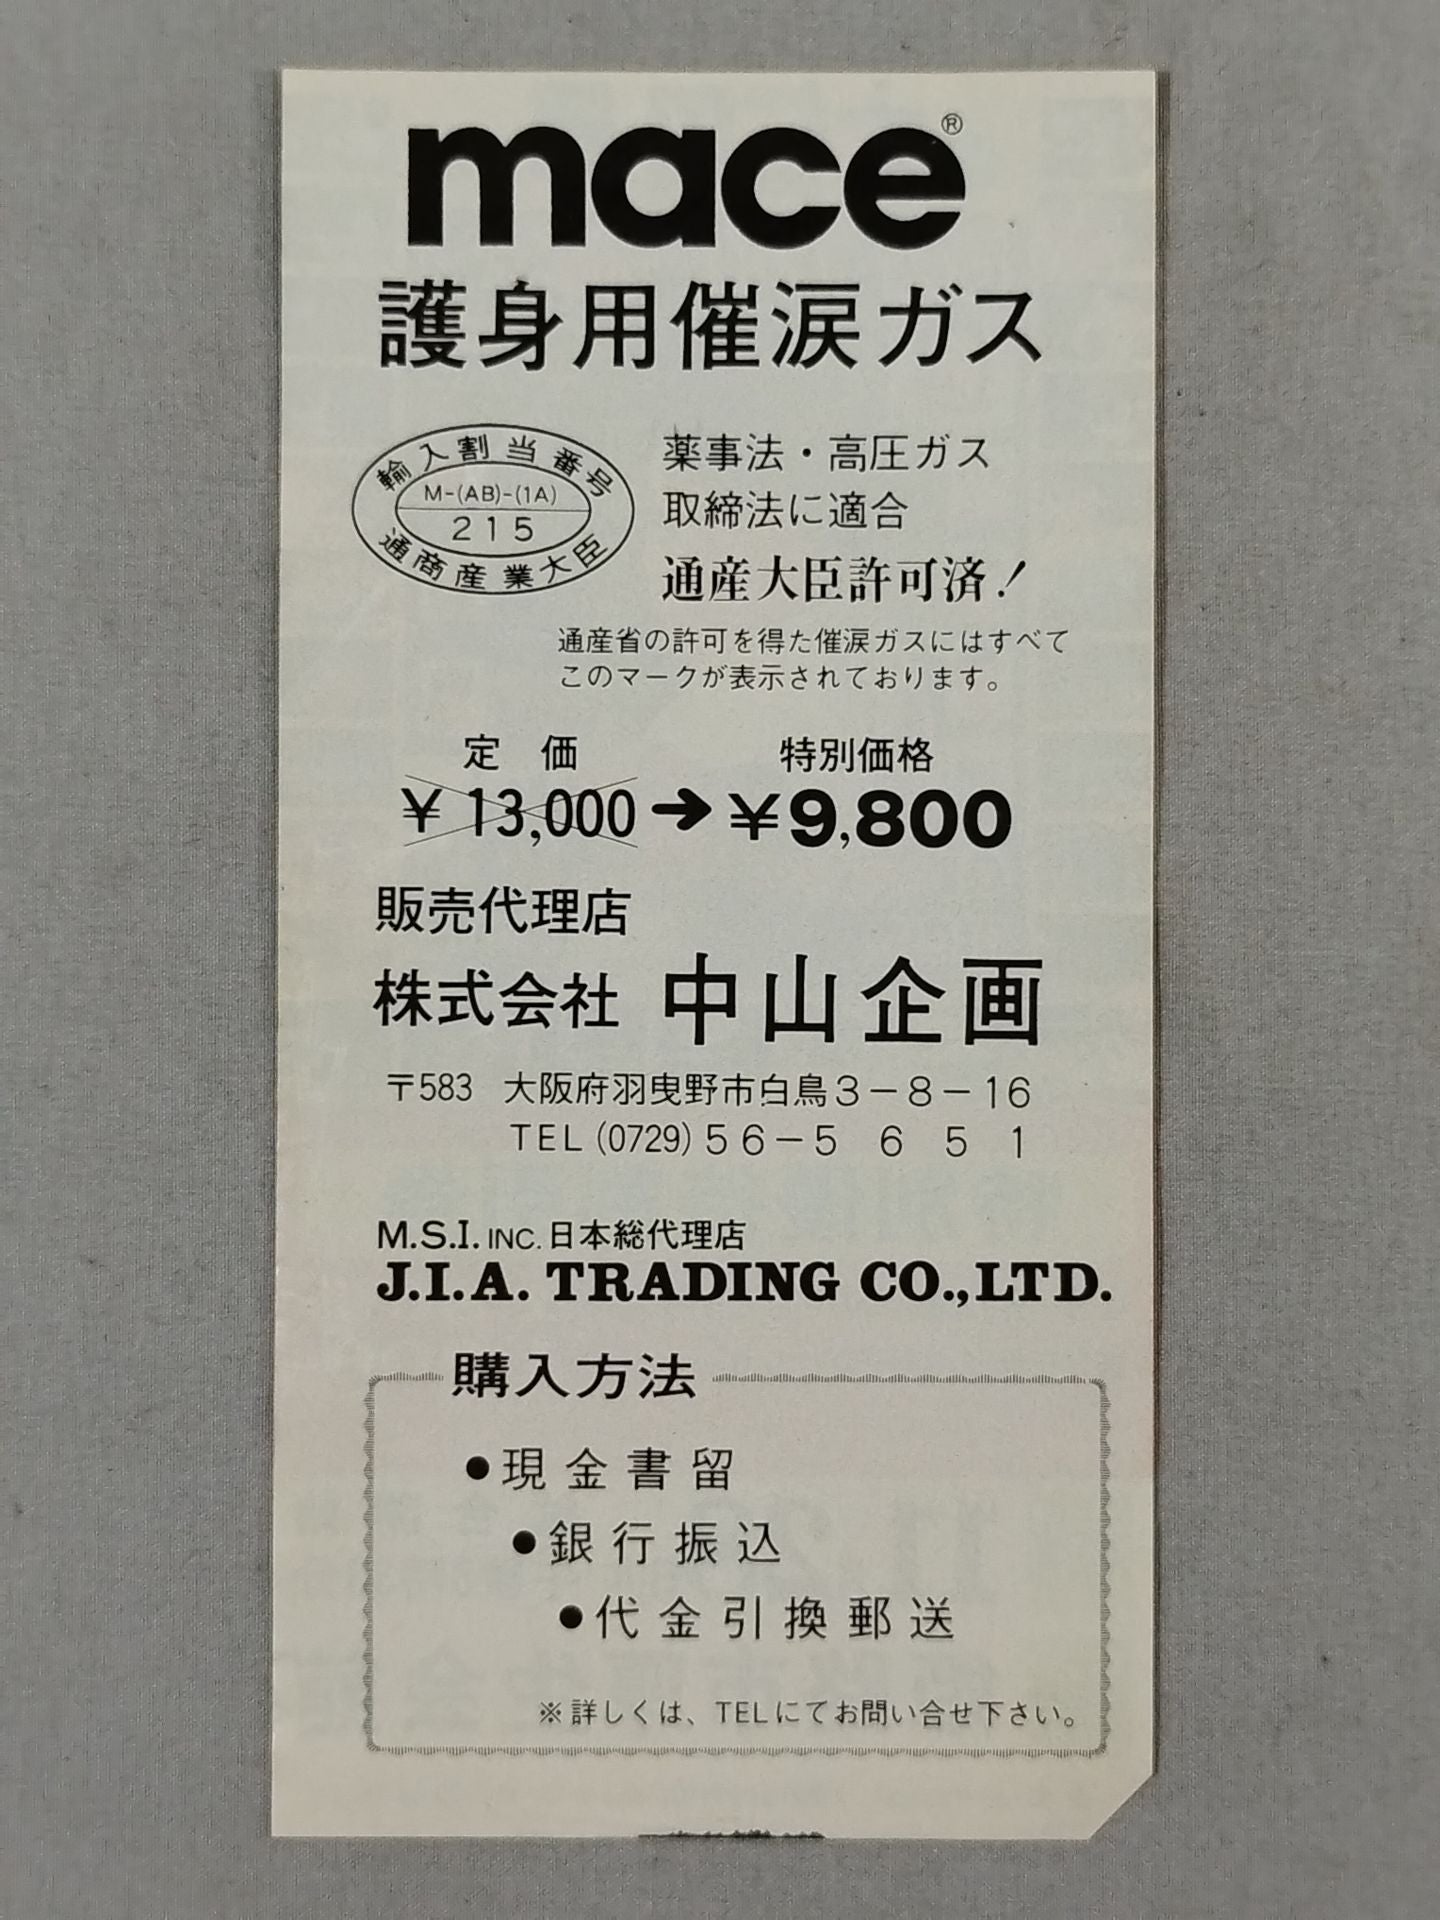 mace®
護身用催涙ガス
輸入割当番号
M-(AB)-(1A)
215
通商産業大臣
薬事法・高圧ガス
取締法に適合
通産大臣許可済！
通産省の許可を得た催涙ガスにはすべて
このマークが表示されております。
定価 特別価格
¥13,000→¥9,800
販売代理店
株式会社 中山企画
〒583 大阪府羽曳野市白鳥3-8-16
TEL(0729)56-5651
M.S.I. INC.日本総代理店
J.I.A. TRADING CO.,LTD.
購入方法
●現金書留
●銀行振込
●代金引換郵送
※詳しくは、TELにてお問い合せ下さい。